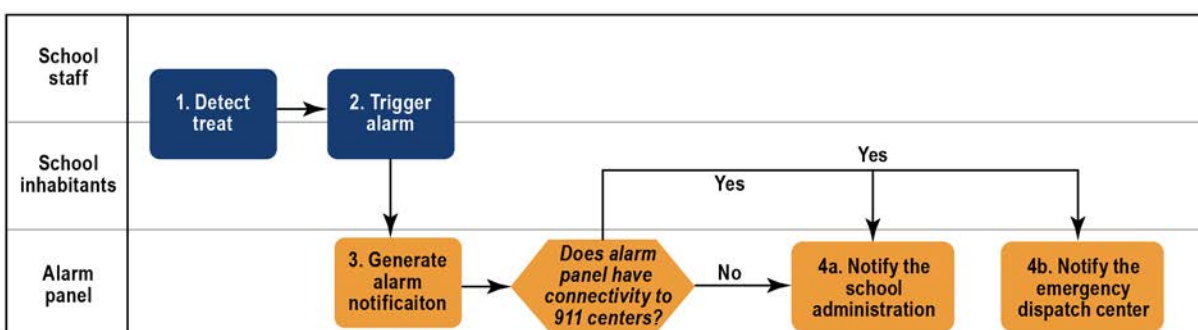 School
staff
1. Detect
treat
2. Trigger
alarm
School
inhabitants
Yes
Yes
Alarm
panel
3. Generate
alarm
notificaiton
Does alarm
panel have
connectivity to
911 centers?
No
4a. Notify the
school
administration
4b. Notify the
emergency
dispatch center